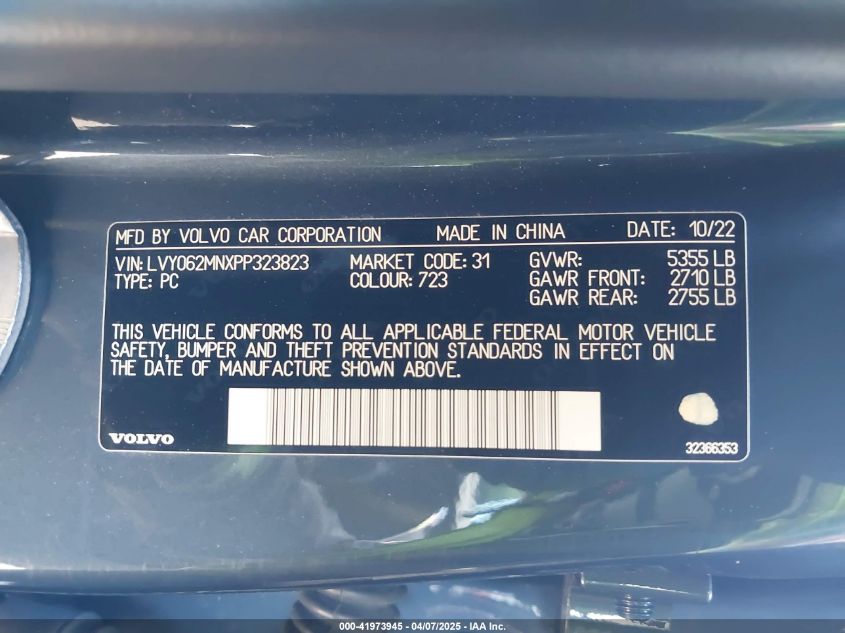 MFD BY VOLVO CAR CORPORATION MADE IN CHINA DATE: 10/22
VIN: LVY062MNXPP323823 MARKET CODE: 31 GVWR: 5355 LB
TYPE: PC COLOUR: 723 GAWR FRONT: 2710 LB
GAWR REAR: 2755 LB
THIS VEHICLE CONFORMS TO ALL APPLICABLE FEDERAL MOTOR VEHICLE
SAFETY, BUMPER AND THEFT PREVENTION STANDARDS IN EFFECT ON
THE DATE OF MANUFACTURE SHOWN ABOVE.
VOLVO 32366353
000-41973945 | 04/07/2025 - IAA Inc.